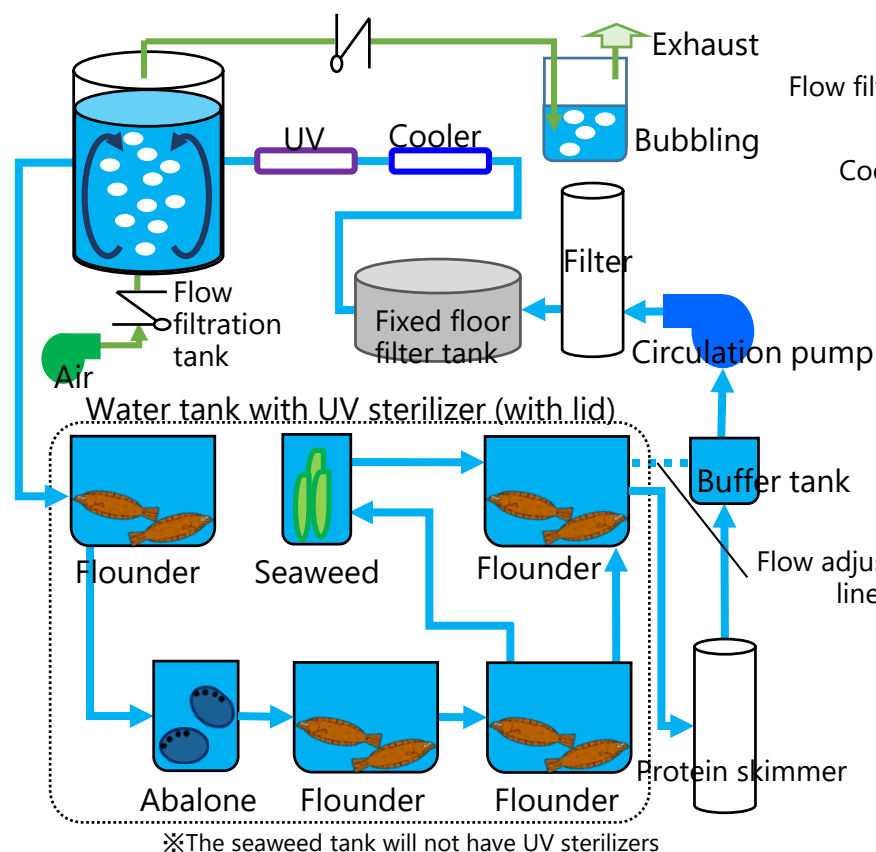 Exhaust
Flow fil
UV
Cooler
Bubbling
Coo
Filter
Flow
filtration
tank
Fixed floor
filter tank
Air
Circulation pump
Water tank with UV sterilizer (with lid)
Buffer tank
Flounder
Seaweed
Flounder
Flow adjus
line
Abalone
Flounder
Flounder
Protein skimmer
※The seaweed tank will not have UV sterilizers